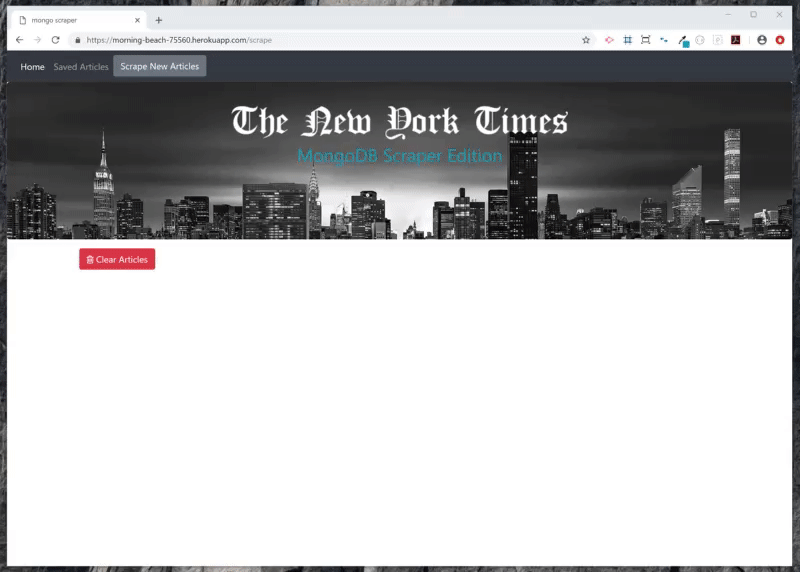 mongo scraper
https://morning-beach-75560.herokuapp.com/scrape
Home Saved Articles Scrape New Articles
The New York Times
MongoDB Scraper Edition
Clear Articles